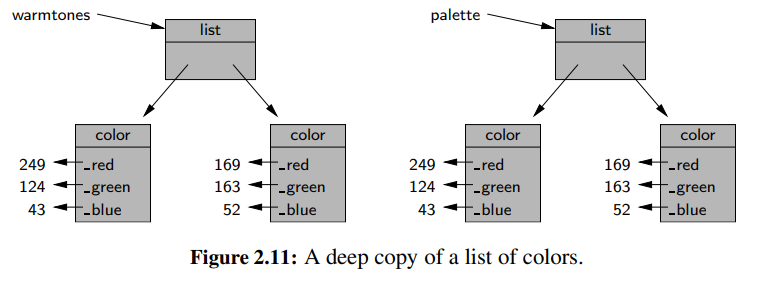 warmtones
list
palette
list
color
color
color
color
249 _red
169 _red
249 _red
169 _red
124 _green
163 _green
124 _green
163 _green
43 _blue
52 _blue
43 _blue
52 _blue
Figure 2.11: A deep copy of a list of colors.